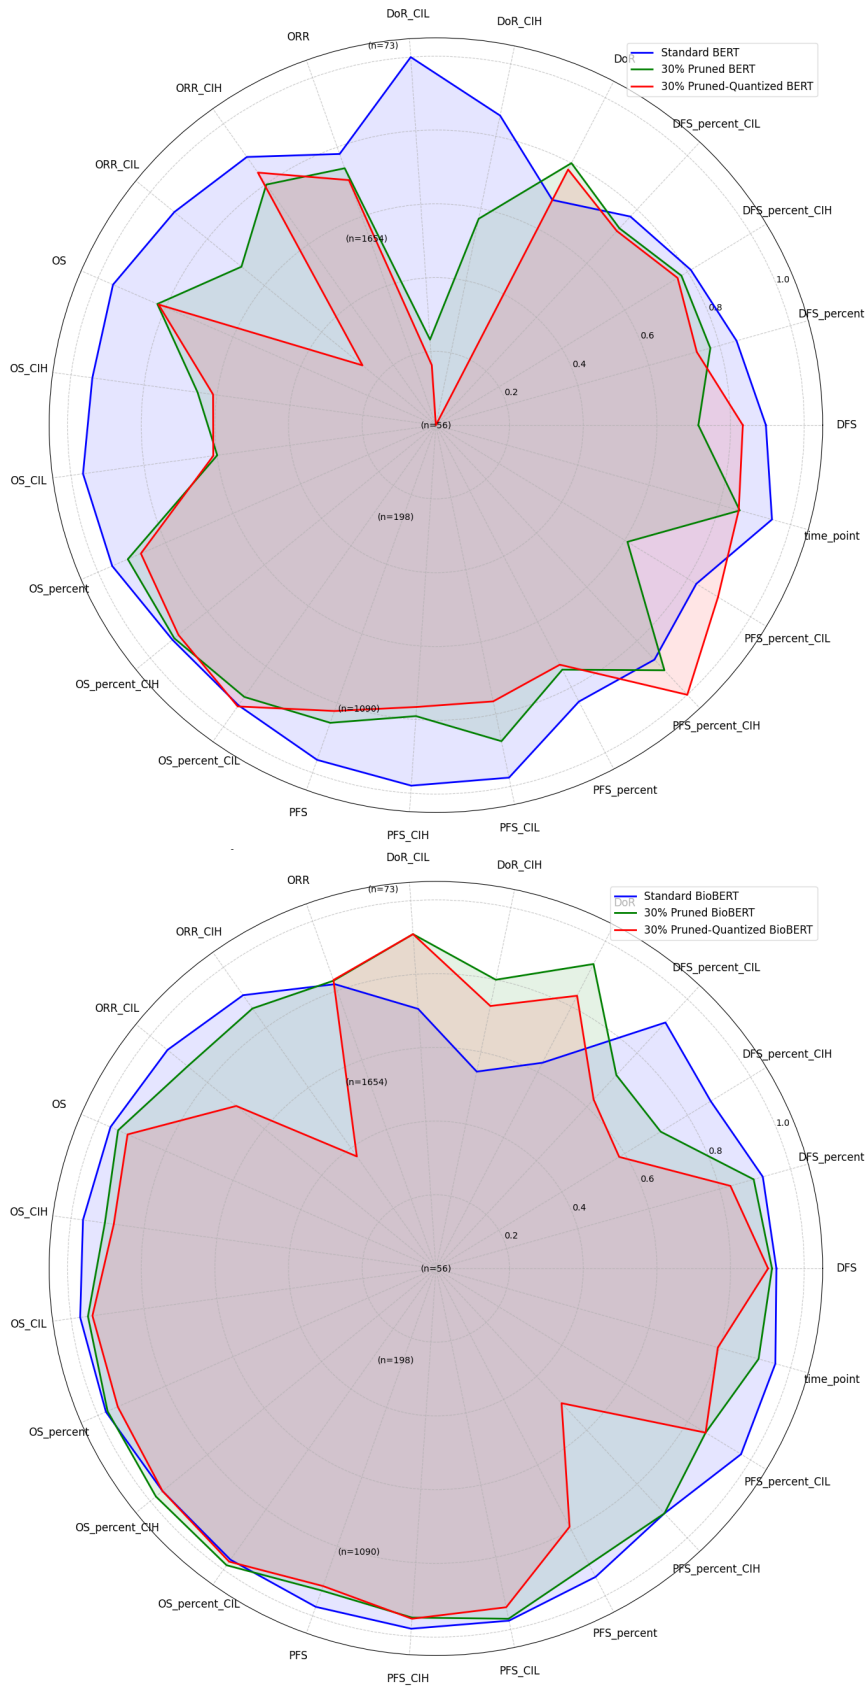 DoR_CIL
DoR_CIH
(n=73)
ORR
Standard BERT
30% Pruned BERT
30% Pruned-Quantized BERT
DoR
ORR_CIH
DFS_percent_CIL
ORR_CIL
DFS_percent_CIH
(n=1654)
OS
1.0
0.8
DFS_percent
0.6
OS_CIH
0.4
0.2
(n=56)
DFS
OS_CIL
(n=198)
time_point
OS_percent
PFS_percent_CIL
OS_percent_CIH
(n=1090)
PFS_percent_CIH
OS_percent_CIL
PFS_percent
PFS
PFS_CIL
PFS_CIH
DoR_CIL
DoR_CIH
ORR
(n=73)
Standard BioBERT
30% Pruned BioBERT
30% Pruned-Quantized BioBERT
DoR
ORR_CIH
DFS_percent_CIL
ORR_CIL
DFS_percent_CIH
(n=1654)
OS
1.0
0.8
DFS_percent
0.6
OS_CIH
0.4
0.2
(n=56)
DFS
OS_CIL
(n=198)
time_point
OS_percent
PFS_percent_CIL
OS_percent_CIH
(n=1090)
PFS_percent_CIH
OS_percent_CIL
PFS_percent
PFS
PFS_CIL
PFS_CIH